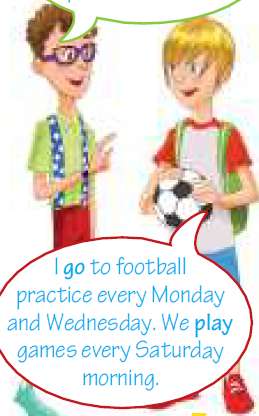 I go to football
practice every Monday
and Wednesday. We play
games every Saturday
morning.